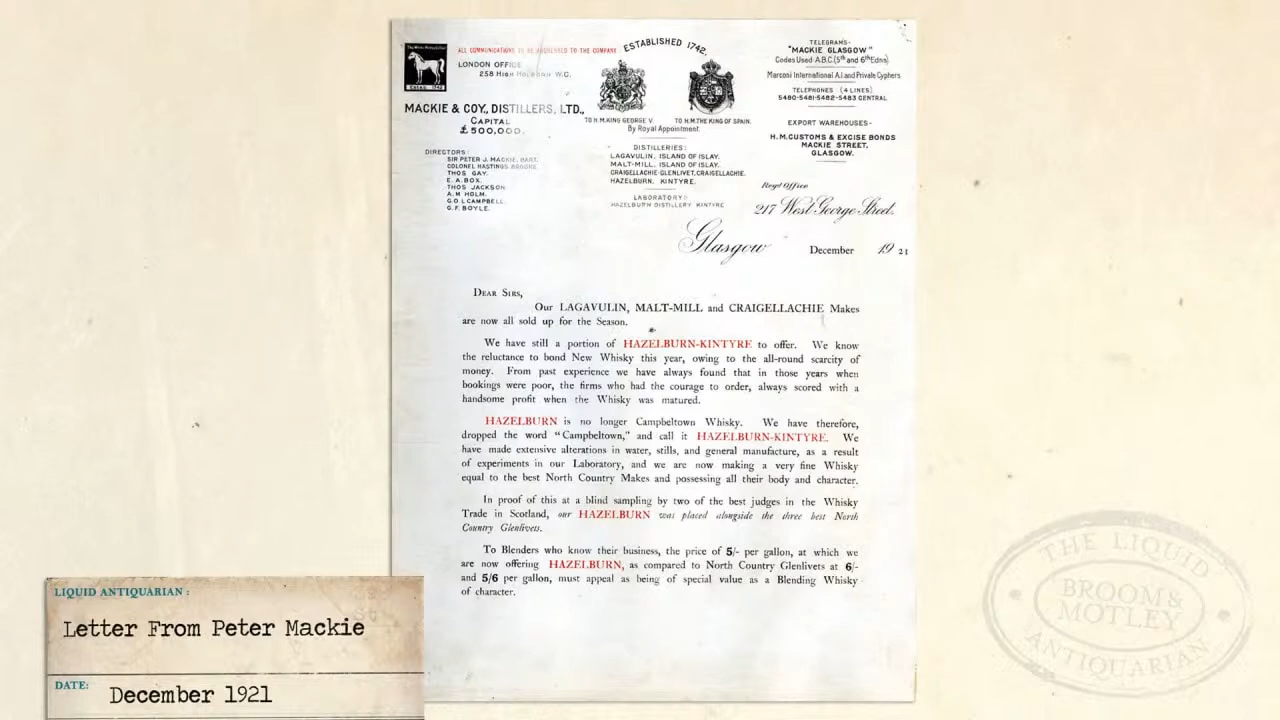 The White Horse Cellar
Estab. 1742
ALL COMMUNICATIONS TO BE ADDRESSED TO THE COMPANY
LONDON OFFICE
258 HIGH HOLBORN W.C.
MACKIE & COY., DISTILLERS, LTD.,
CAPITAL
£500,000.
DIRECTORS:
SIR PETER J. MACKIE, BART.
COLONEL HASTINGS BROOKE.
THOS GAY.
E. A. BOX.
THOS JACKSON.
A. M HOLM.
G.O.L CAMPBELL.
G. F. BOYLE.
ESTABLISHED 1742.
TO H.M. KING GEORGE V. TO H.M. THE KING OF SPAIN.
By Royal Appointment.
DISTILLERIES:
LAGAVULIN, ISLAND OF ISLAY.
MALT-MILL, ISLAND OF ISLAY.
CRAIGELLACHIE-GLENLIVET, CRAIGELLACHIE.
HAZELBURN, KINTYRE.
LABORATORY:
HAZELBURN DISTILLERY KINTYRE
TELEGRAMS-
"MACKIE GLASGOW"
Codes Used A.B.C. (5th and 6th Edns).
Marconi International A.I. and Private Cyphers
TELEPHONES (4 LINES)
5480-5481-5482-5483 CENTRAL
EXPORT WAREHOUSES-
H.M. CUSTOMS & EXCISE BONDS
MACKIE STREET,
GLASGOW.
Regd Office
217 West George Street.
Glasgow December 19 21
DEAR SIRS,
Our LAGAVULIN, MALT-MILL and CRAIGELLACHIE Makes
are now all sold up for the Season.
We have still a portion of HAZELBURN-KINTYRE to offer. We know
the reluctance to bond New Whisky this year, owing to the all-round scarcity of
money. From past experience we have always found that in those years when
bookings were poor, the firms who had the courage to order, always scored with a
handsome profit when the Whisky was matured.
HAZELBURN is no longer Campbeltown Whisky. We have therefore,
dropped the word "Campbeltown," and call it HAZELBURN-KINTYRE. We
have made extensive alterations in water, stills, and general manufacture, as a result
of experiments in our Laboratory, and we are now making a very fine Whisky
equal to the best North Country Makes and possessing all their body and character.
In proof of this at a blind sampling by two of the best judges in the Whisky
Trade in Scotland, our HAZELBURN was placed alongside the three best North
Country Glenlivets.
To Blenders who know their business, the price of 5/- per gallon, at which we
are now offering HAZELBURN, as compared to North Country Glenlivets at 6/-
and 5/6 per gallon, must appeal as being of special value as a Blending Whisky
of character.
LIQUID ANTIQUARIAN :
Letter From Peter Mackie
DATE: December 1921
THE LIQUID
BROOM &
MOTLEY
ANTIQUARIAN